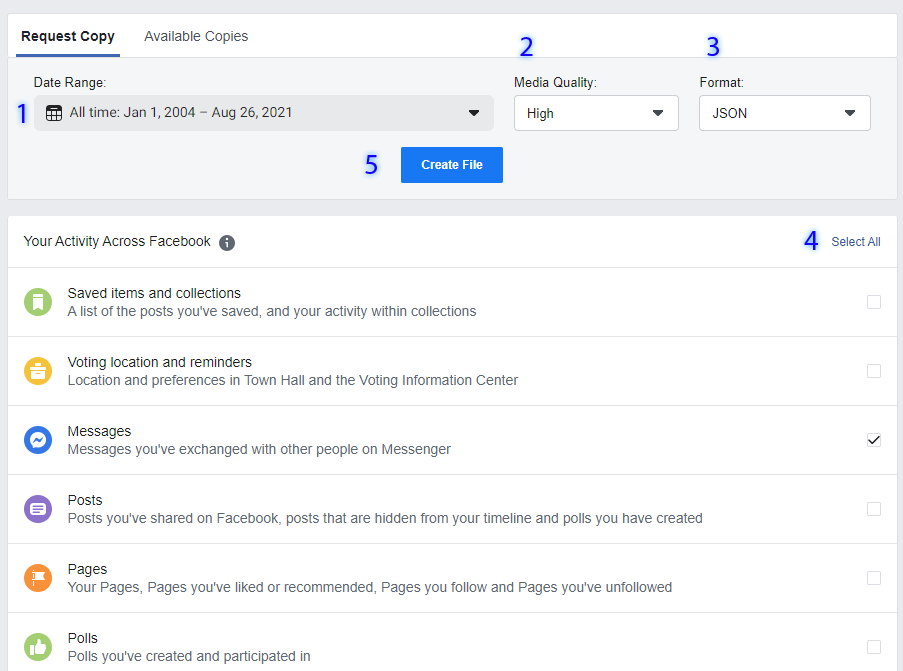 Request Copy Available Copies
2 3
Date Range: Media Quality: Format:
1 All time: Jan 1, 2004 – Aug 26, 2021 High JSON
5 Create File
Your Activity Across Facebook 4 Select All
Saved items and collections
A list of the posts you've saved, and your activity within collections
Voting location and reminders
Location and preferences in Town Hall and the Voting Information Center
Messages
Messages you've exchanged with other people on Messenger
Posts
Posts you've shared on Facebook, posts that are hidden from your timeline and polls you have created
Pages
Your Pages, Pages you've liked or recommended, Pages you follow and Pages you've unfollowed
Polls
Polls you've created and participated in